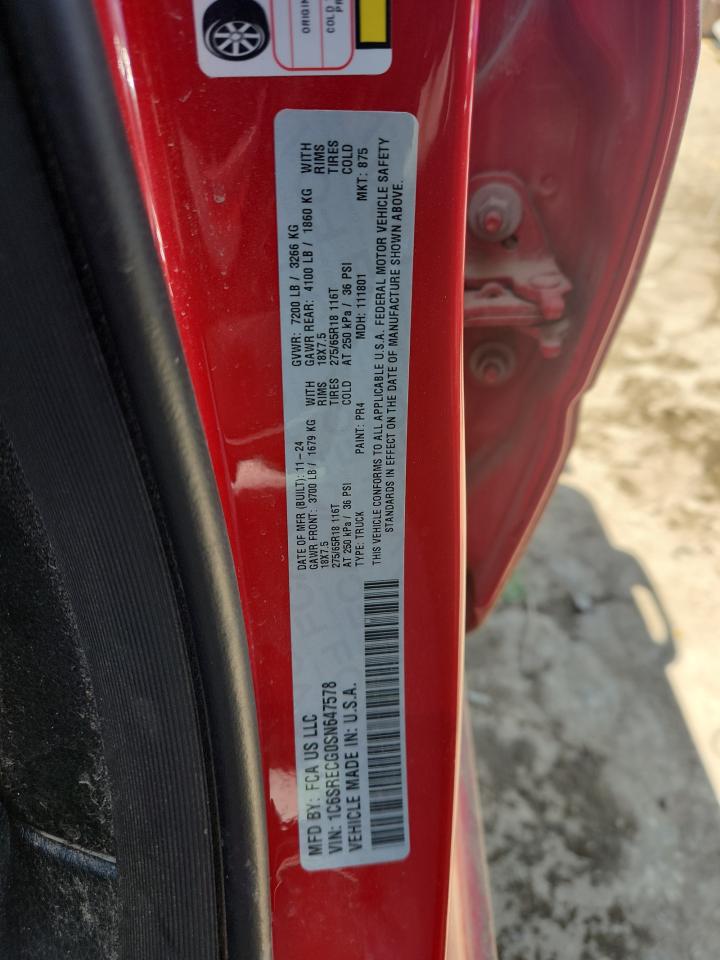 ORIGIN
COLD
PR
MFD BY: FCA US LLC
VIN: 1C6SRECG0SN647578
VEHICLE MADE IN: U.S.A.
DATE OF MFR (BUILT): 11-24 GVWR: 7200 LB / 3266 KG
GAWR FRONT: 3700 LB / 1679 KG WITH GAWR REAR: 4100 LB / 1860 KG WITH
18X7.5 RIMS 18X7.5 RIMS
275/65R18 116T TIRES 275/65R18 116T TIRES
AT 250 kPa / 36 PSI COLD AT 250 kPa / 36 PSI COLD
TYPE: TRUCK PAINT: PR4 MDH: 111801 MKT: 875
THIS VEHICLE CONFORMS TO ALL APPLICABLE U.S.A. FEDERAL MOTOR VEHICLE SAFETY
STANDARDS IN EFFECT ON THE DATE OF MANUFACTURE SHOWN ABOVE.